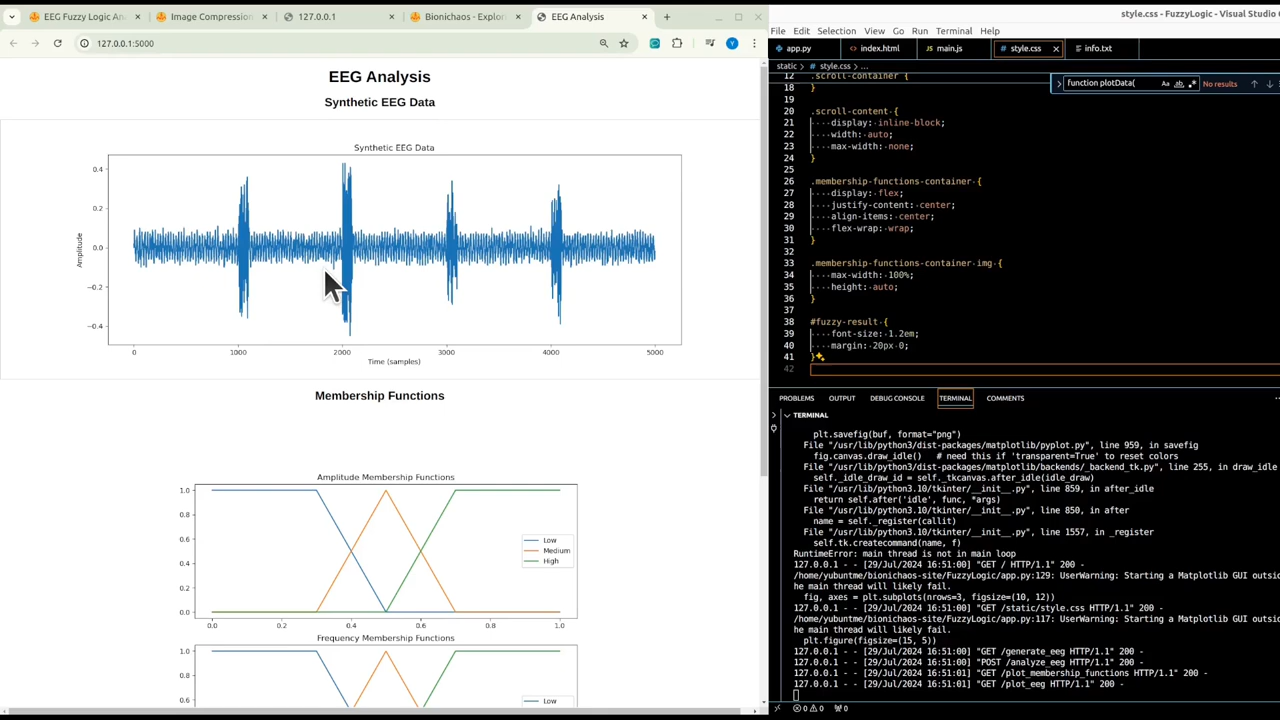 EEG Fuzzy Logic An
Image Compression
127.0.0.1
Bionichaos - Explor
EEG Analysis
127.0.0.1:5000
Y
EEG Analysis
Synthetic EEG Data
Synthetic EEG Data
0.4
0.2
0.0
−0.2
−0.4
Amplitude
0
1000
2000
3000
4000
5000
Time (samples)
Membership Functions
Amplitude Membership Functions
1.0
0.8
0.6
0.4
0.2
0.0
Low
Medium
High
0.0
0.2
0.4
0.6
0.8
1.0
Frequency Membership Functions
1.0
0.8
0.6
Low
style.css - FuzzyLogic - Visual Studio
File Edit Selection View Go Run Terminal Help
app.py
index.html
main.js
style.css
info.txt
static > # style.css > ...
function plotData(
Aa ab .* No results
12 .scroll-container {
18 }
19
20 .scroll-content {
21 display: inline-block;
22 width: auto;
23 max-width: none;
24 }
25
26 .membership-functions-container {
27 display: flex;
28 justify-content: center;
29 align-items: center;
30 flex-wrap: wrap;
31 }
32
33 .membership-functions-container img {
34 max-width: 100%;
35 height: auto;
36 }
37
38 #fuzzy-result {
39 font-size: 1.2em;
40 margin: 20px 0;
41 }
42
PROBLEMS OUTPUT DEBUG CONSOLE TERMINAL COMMENTS
TERMINAL
plt.savefig(buf, format="png")
File "/usr/lib/python3/dist-packages/matplotlib/pyplot.py", line 959, in savefig
fig.canvas.draw_idle() # need this if 'transparent=True' to reset colors
File "/usr/lib/python3/dist-packages/matplotlib/backends/_backend_tk.py", line 255, in draw_idle
self._idle_draw_id = self._tkcanvas.after_idle(idle_draw)
File "/usr/lib/python3.10/tkinter/__init__.py", line 859, in after_idle
return self.after('idle', func, *args)
File "/usr/lib/python3.10/tkinter/__init__.py", line 850, in after
name = self._register(callit)
File "/usr/lib/python3.10/tkinter/__init__.py", line 1557, in _register
self.tk.createcommand(name, f)
RuntimeError: main thread is not in main loop
127.0.0.1 - - [29/Jul/2024 16:51:00] "GET / HTTP/1.1" 200 -
/home/yubuntme/bionichaos-site/FuzzyLogic/app.py:129: UserWarning: Starting a Matplotlib GUI outsid
he main thread will likely fail.
fig, axes = plt.subplots(nrows=3, figsize=(10, 12))
127.0.0.1 - - [29/Jul/2024 16:51:00] "GET /static/style.css HTTP/1.1" 200 -
/home/yubuntme/bionichaos-site/FuzzyLogic/app.py:117: UserWarning: Starting a Matplotlib GUI outsid
he main thread will likely fail.
plt.figure(figsize=(15, 5))
127.0.0.1 - - [29/Jul/2024 16:51:00] "GET /generate_eeg HTTP/1.1" 200 -
127.0.0.1 - - [29/Jul/2024 16:51:00] "POST /analyze_eeg HTTP/1.1" 200 -
127.0.0.1 - - [29/Jul/2024 16:51:01] "GET /plot_membership_functions HTTP/1.1" 200 -
127.0.0.1 - - [29/Jul/2024 16:51:01] "GET /plot_eeg HTTP/1.1" 200 -
0 0 0